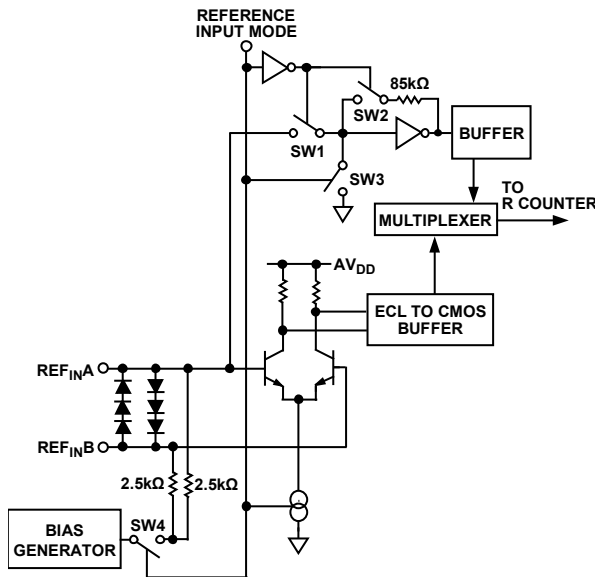 REFERENCE
INPUT MODE
85kΩ
SW2
SW1
BUFFER
SW3
TO
R COUNTER
MULTIPLEXER
AVDD
ECL TO CMOS
BUFFER
REFINA
REFINB
2.5kΩ
2.5kΩ
SW4
BIAS
GENERATOR